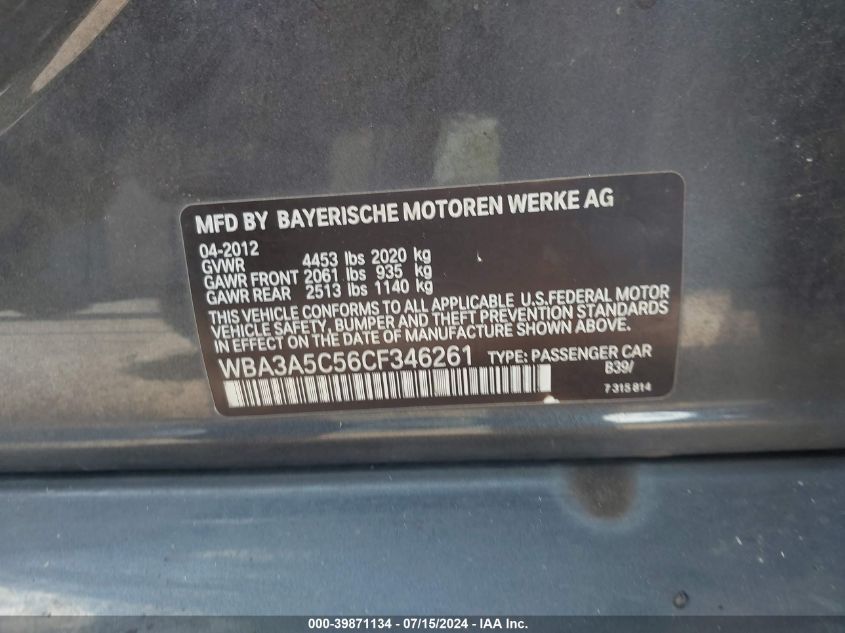 MFD BY BAYERISCHE MOTOREN WERKE AG
04-2012
GVWR 4453 lbs 2020 kg
GAWR FRONT 2061 lbs 935 kg
GAWR REAR 2513 lbs 1140 kg
THIS VEHICLE CONFORMS TO ALL APPLICABLE U.S.FEDERAL MOTOR
VEHICLE SAFETY, BUMPER AND THEFT PREVENTION STANDARDS
IN EFFECT ON THE DATE OF MANUFACTURE SHOWN ABOVE.
WBA3A5C56CF346261 TYPE: PASSENGER CAR
B39/
7315814
000-39871134 - 07/15/2024 - IAA Inc.